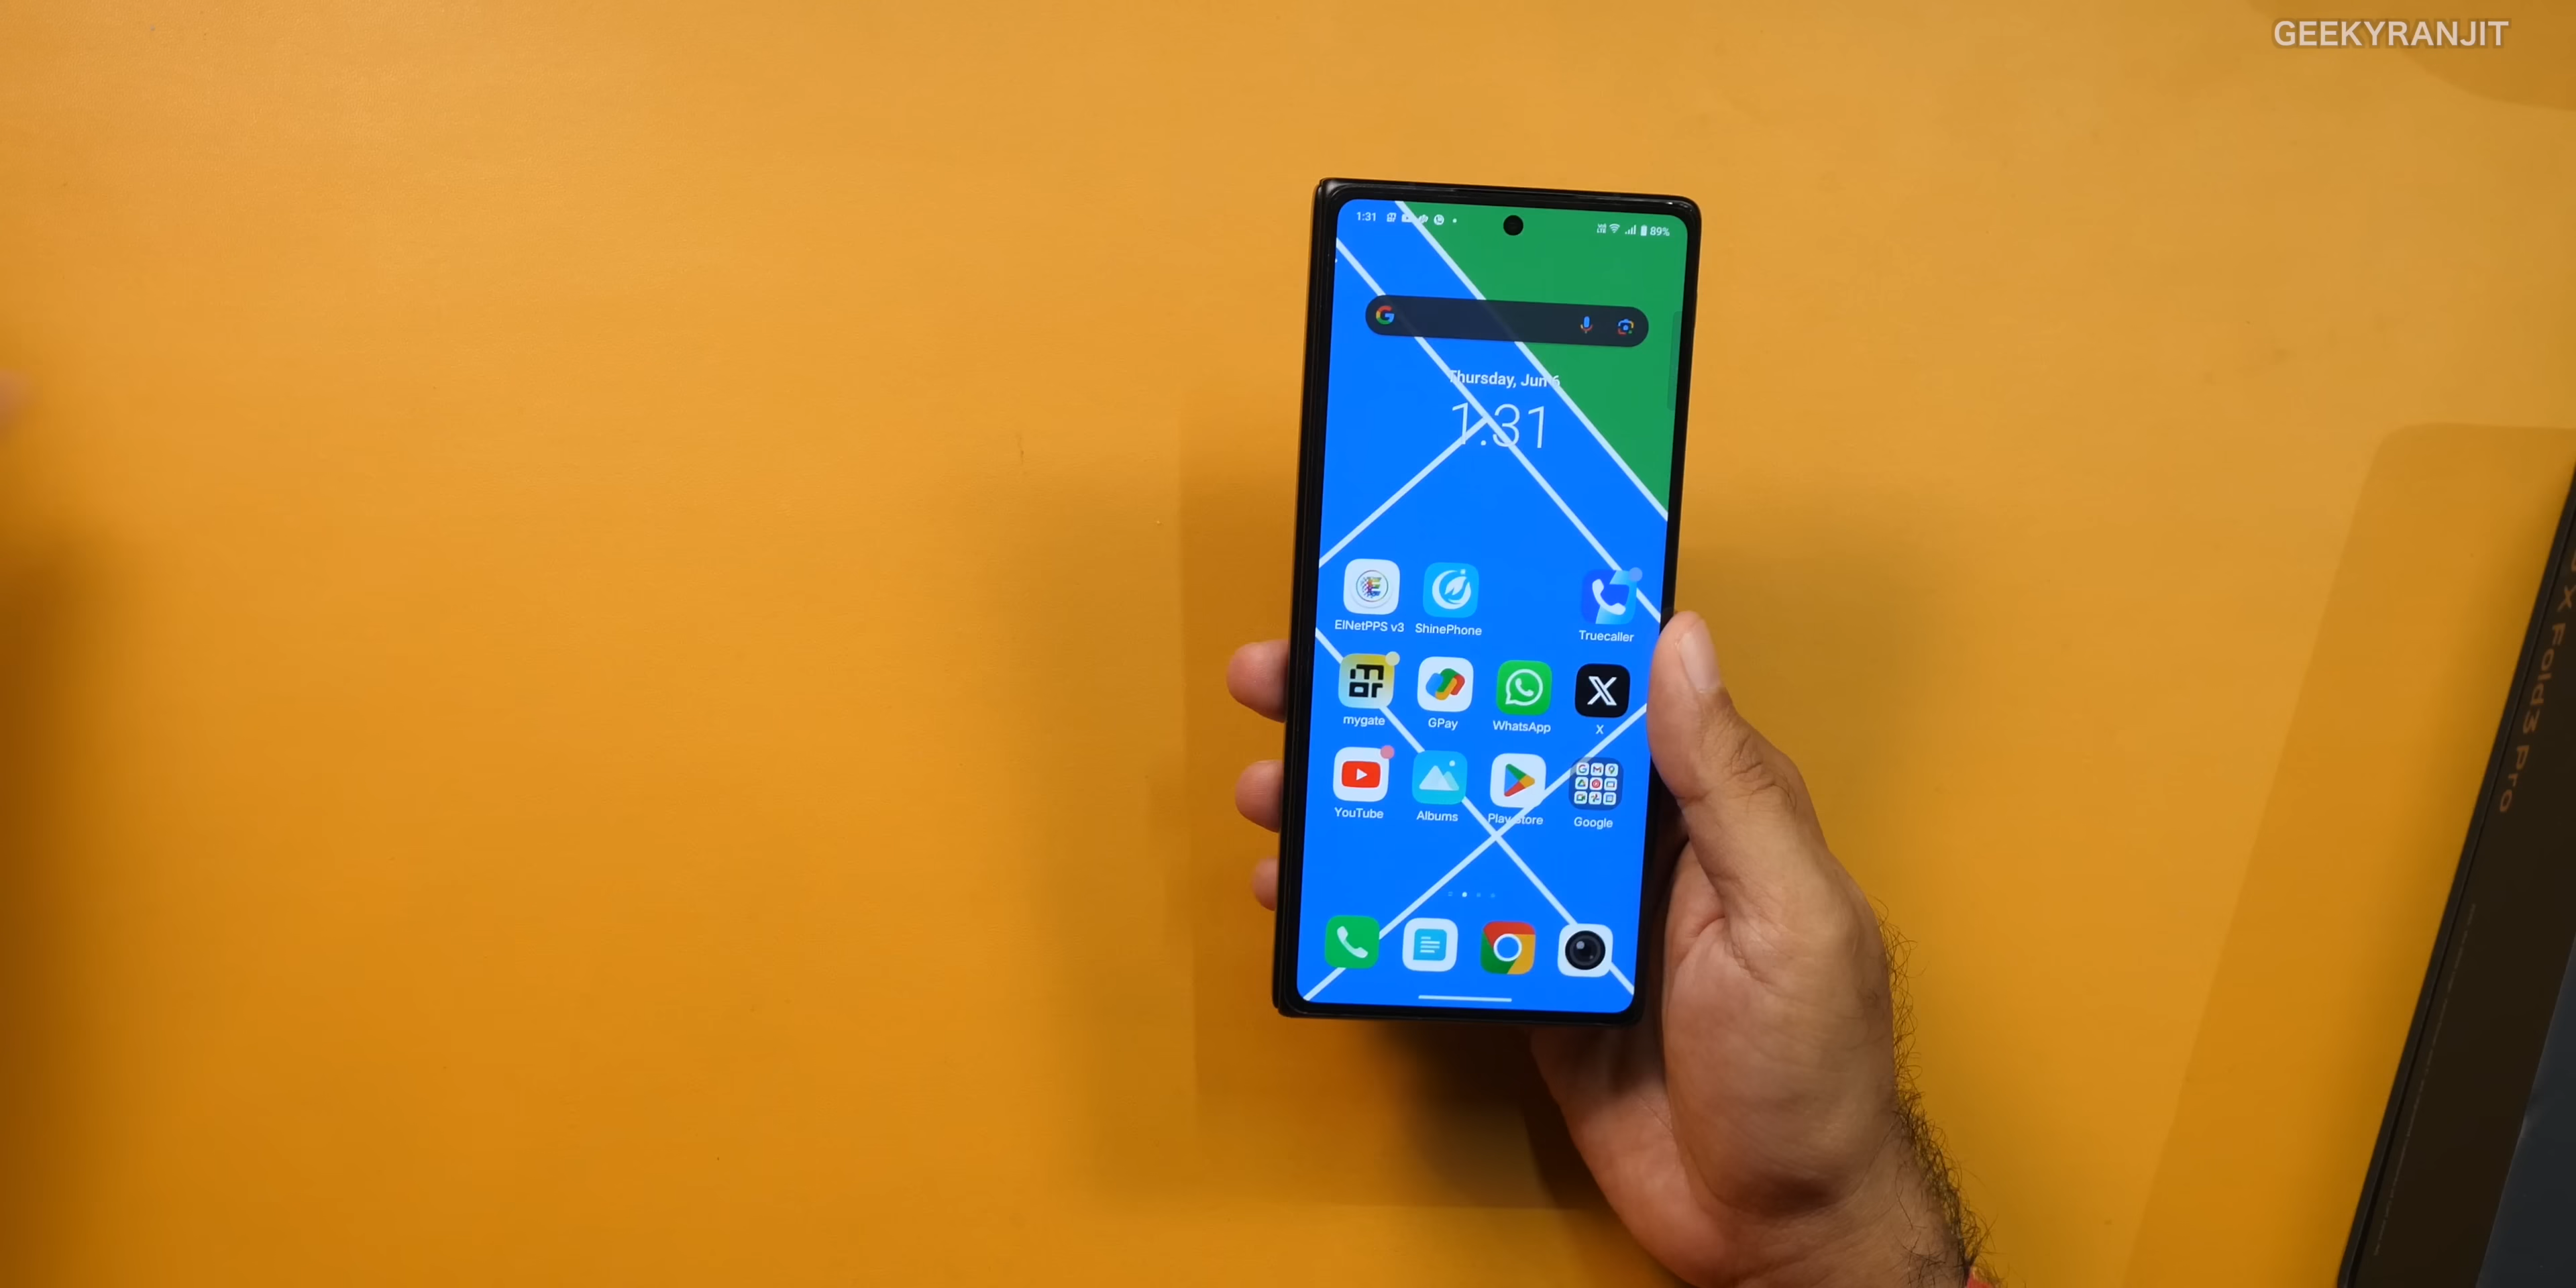 GEEKYRANJIT
1:31
89%
Thursday, Jun 6
1:31
EINetPPS v3
ShinePhone
Truecaller
mygate
GPay
WhatsApp
X
YouTube
Albums
Play Store
Google
X Fold3 Pro